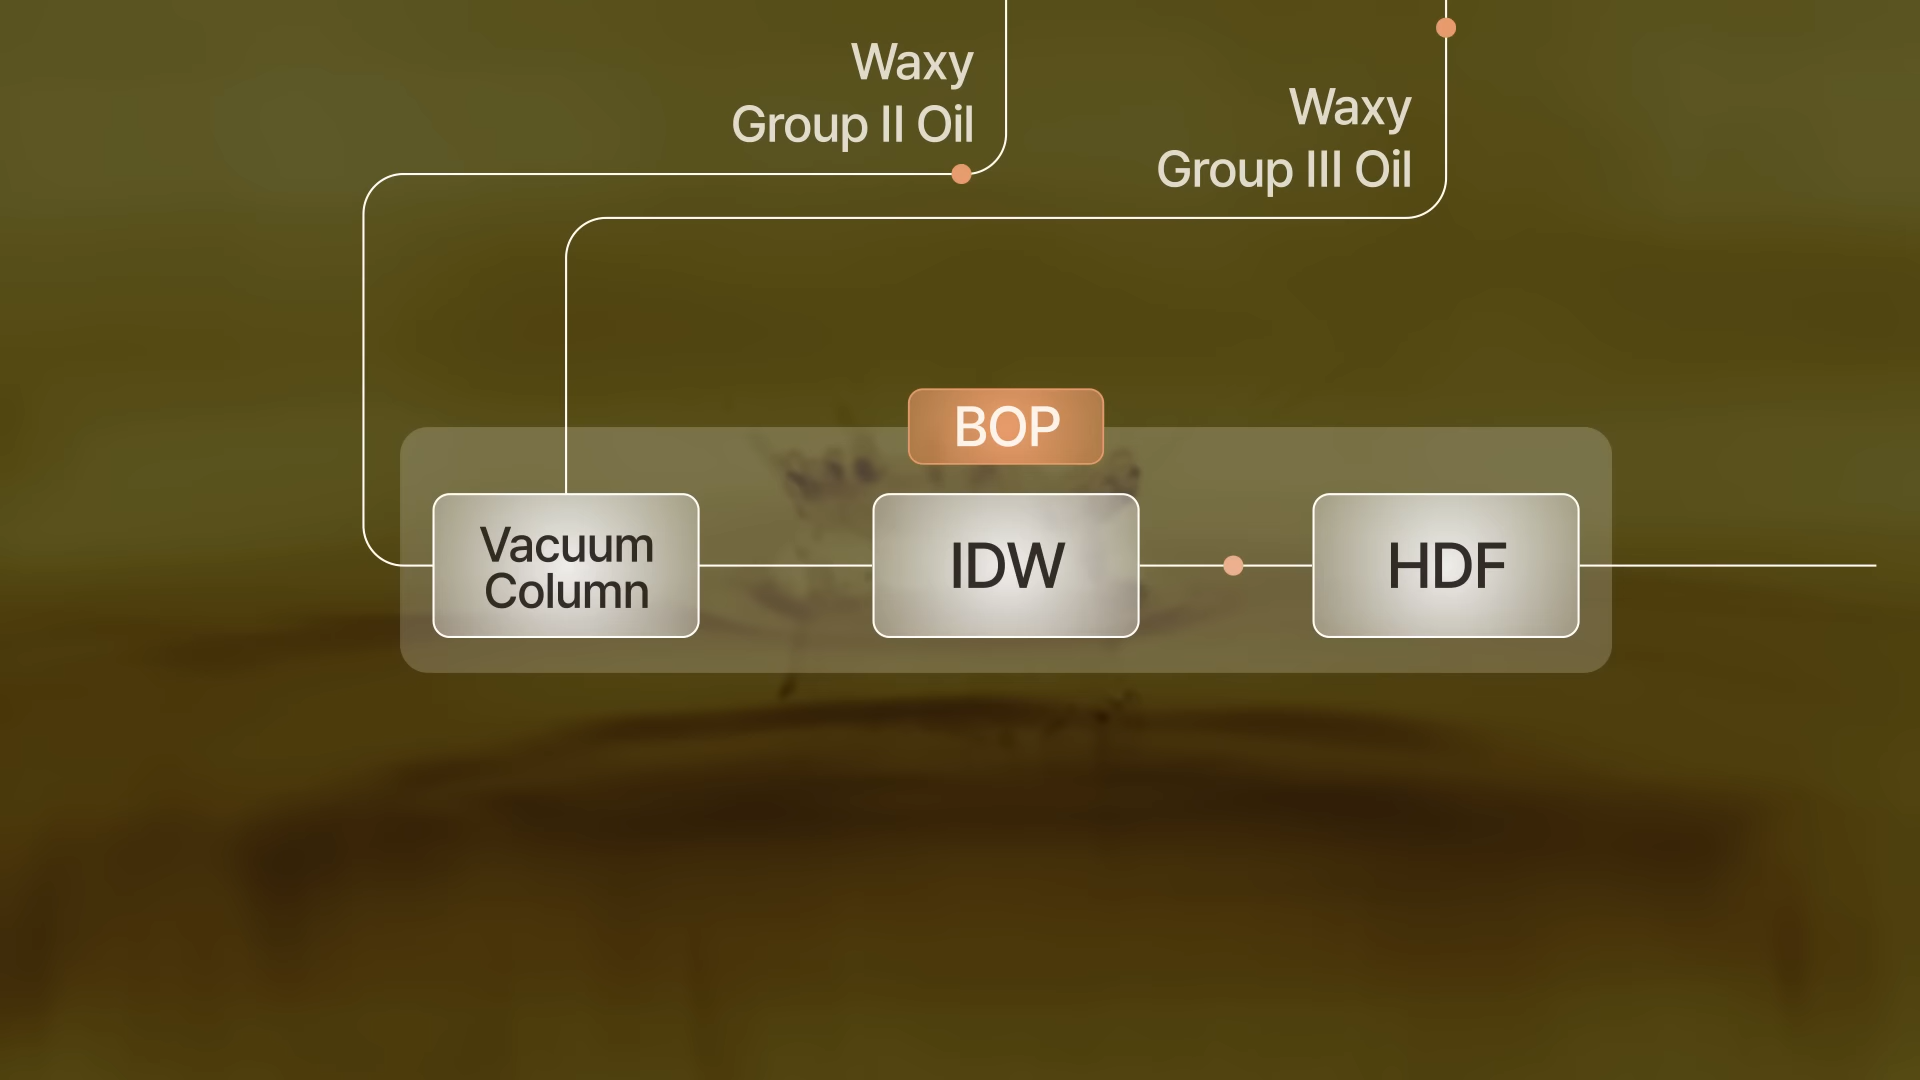 Waxy
Group II Oil
Waxy
Group III Oil
BOP
Vacuum
Column
IDW
HDF